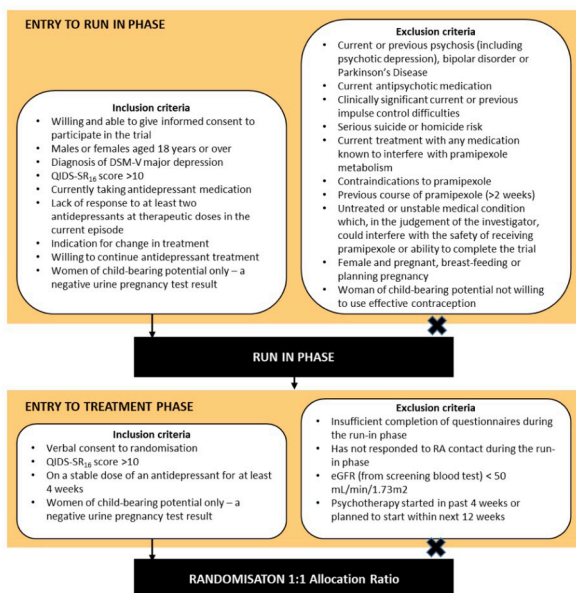 ENTRY TO RUN IN PHASE
Inclusion criteria
• Willing and able to give informed consent to
participate in the trial
• Males or females aged 18 years or over
• Diagnosis of DSM-V major depression
• QIDS-SR16 score >10
• Currently taking antidepressant medication
• Lack of response to at least two
antidepressants at therapeutic doses in the
current episode
• Indication for change in treatment
• Willing to continue antidepressant treatment
• Women of child-bearing potential only – a
negative urine pregnancy test result
Exclusion criteria
• Current or previous psychosis (including
psychotic depression), bipolar disorder or
Parkinson's Disease
• Current antipsychotic medication
• Clinically significant current or previous
impulse control difficulties
• Serious suicide or homicide risk
• Current treatment with any medication
known to interfere with pramipexole
metabolism
• Contraindications to pramipexole
• Previous course of pramipexole (>2 weeks)
• Untreated or unstable medical condition
which, in the judgement of the investigator,
could interfere with the safety of receiving
pramipexole or ability to complete the trial
• Female and pregnant, breast-feeding or
planning pregnancy
• Woman of child-bearing potential not willing
to use effective contraception
RUN IN PHASE
ENTRY TO TREATMENT PHASE
Inclusion criteria
• Verbal consent to randomisation
• QIDS-SR16 score >10
• On a stable dose of an antidepressant for at least
4 weeks
• Women of child-bearing potential only – a
negative urine pregnancy test result
Exclusion criteria
• Insufficient completion of questionnaires during
the run-in phase
• Has not responded to RA contact during the run-
in phase
• eGFR (from screening blood test) < 50
mL/min/1.73m2
• Psychotherapy started in past 4 weeks or
planned to start within next 12 weeks
RANDOMISATON 1:1 Allocation Ratio